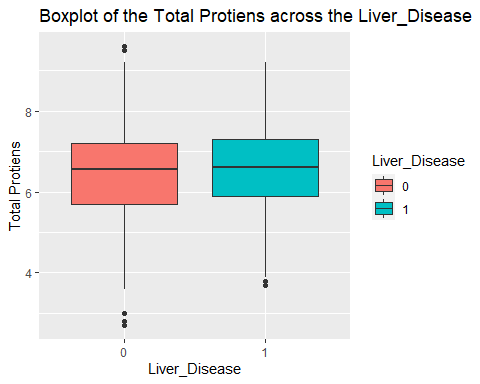 Boxplot of the Total Protiens across the Liver_Disease
Total Protiens
8
6
4
0
1
Liver_Disease
Liver_Disease
0
1